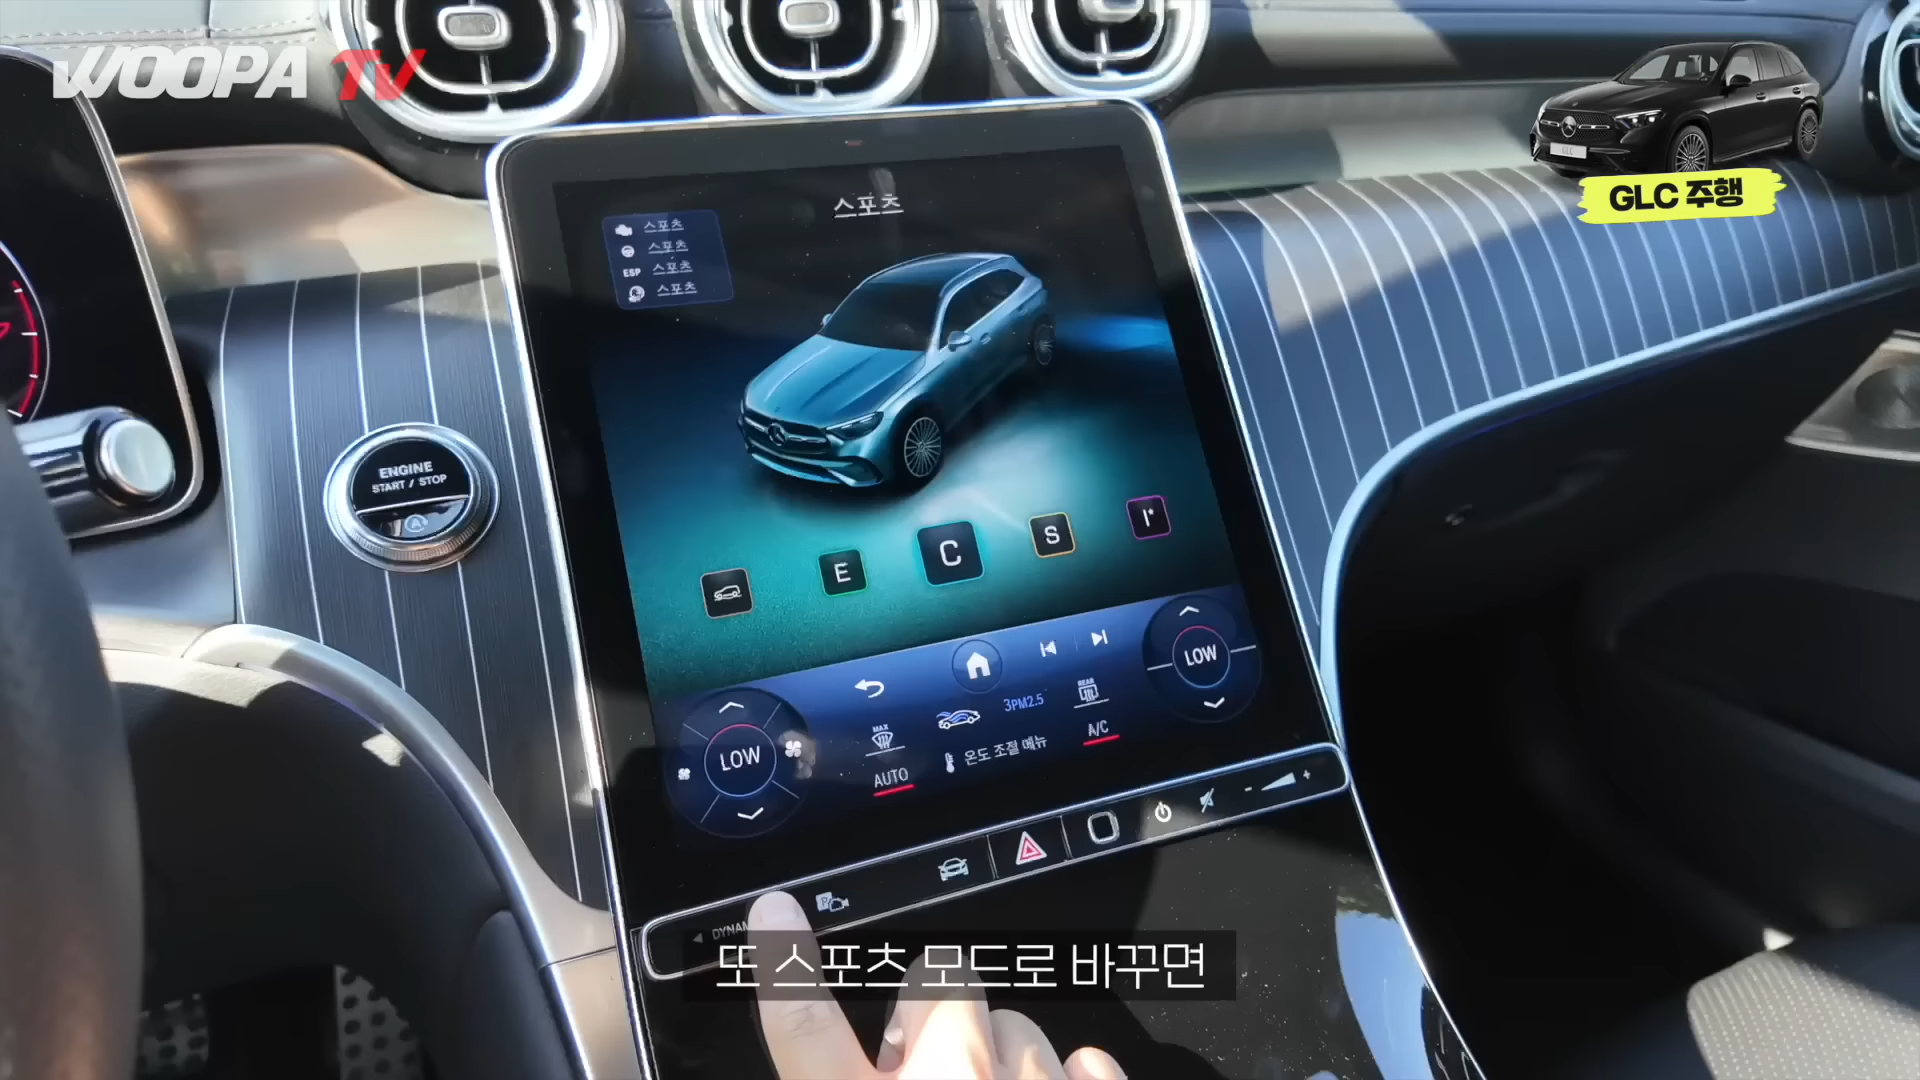 WOOPA TV
GLC
GLC 주행
스포츠
스포츠
스포츠
ESP 스포츠
스포츠
ENGINE
START / STOP
A
E
C
S
I*
LOW
LOW
3PM2.5
REAR
MAX
A/C
온도 조절 메뉴
AUTO
P
또 스포츠 모드로 바꾸면